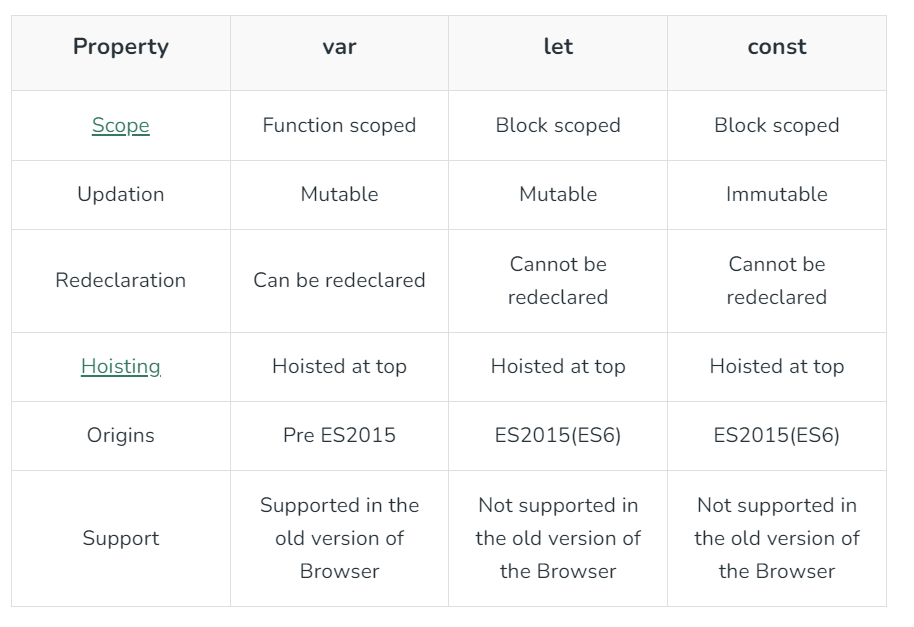 Property var let const
Scope Function scoped Block scoped Block scoped
Updation Mutable Mutable Immutable
Redeclaration Can be redeclared Cannot be redeclared Cannot be redeclared
Hoisting Hoisted at top Hoisted at top Hoisted at top
Origins Pre ES2015 ES2015(ES6) ES2015(ES6)
Support Supported in the old version of Browser Not supported in the old version of the Browser Not supported in the old version of the Browser